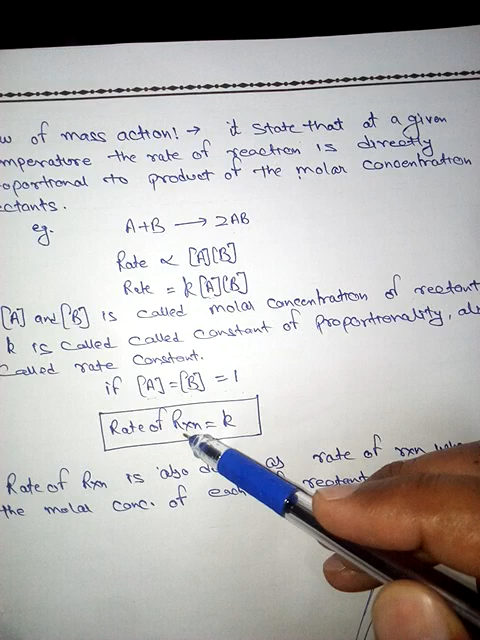 w of mass action! → it state that at a given
mperature the rate of reaction is directly
oportional to product of the molar concentration
ectants.
eg. A+B → 2AB
Rate ∝ [A][B]
Rate = k[A][B]
[A] and [B] is called molar concentration of reetont
k is called called constant of proportionality, al
called rate constant.
if [A]=[B] = 1
Rate of Rxn = k
Rate of Rxn is also as rate of rxn
the molar conc. of each reetant